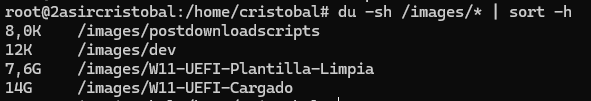 root@2asircristobal:/home/cristobal# du -sh /images/* | sort -h
8,0K    /images/postdownloadscripts
12K     /images/dev
7,6G    /images/W11-UEFI-Plantilla-Limpia
14G     /images/W11-UEFI-Cargado